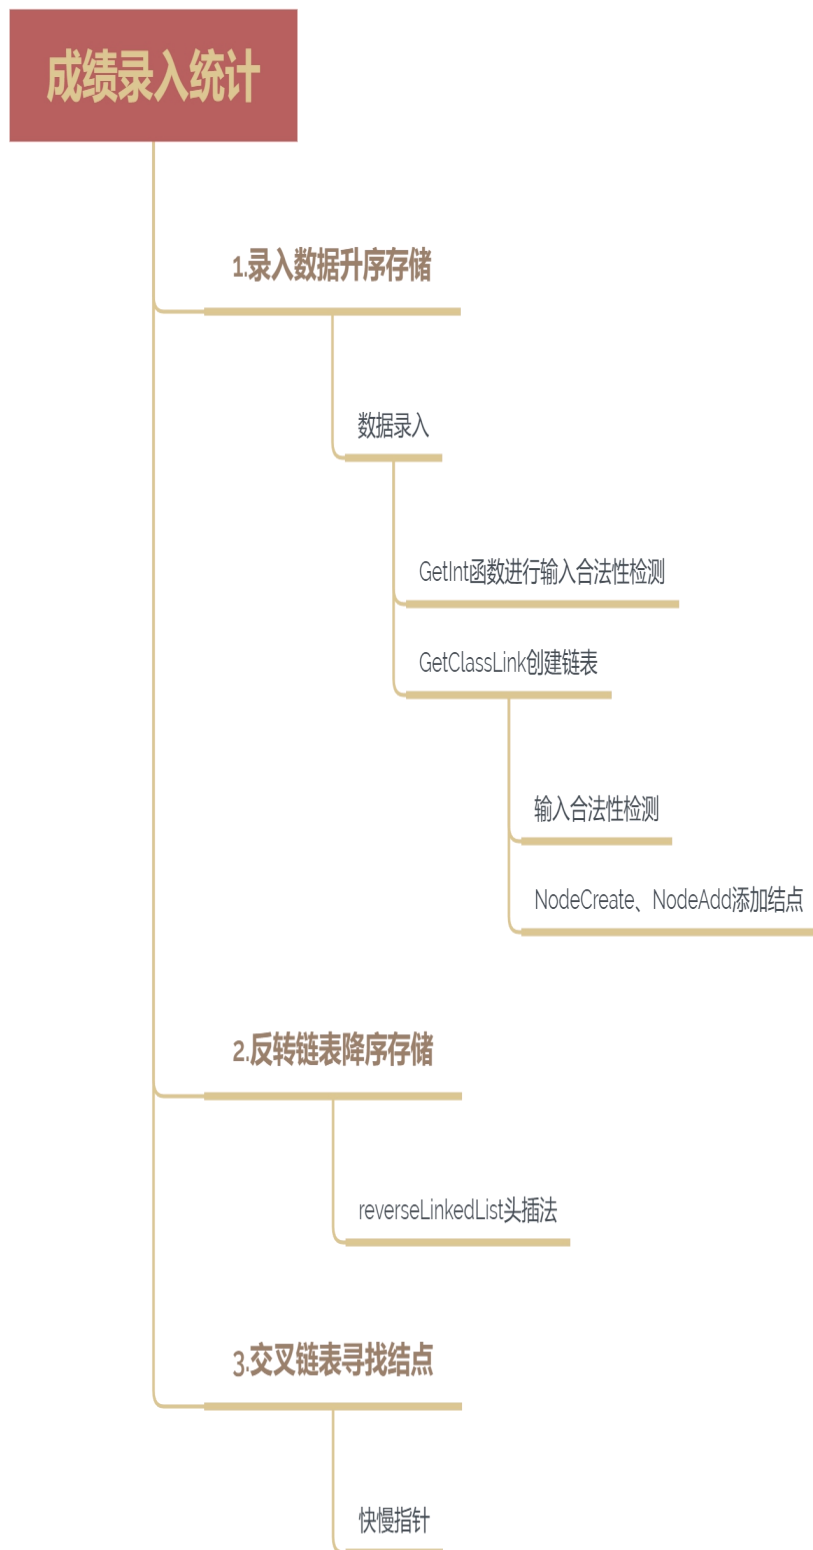 成绩录入统计
1.录入数据升序存储
数据录入
GetInt函数进行输入合法性检测
GetClassLink创建链表
输入合法性检测
NodeCreate、NodeAdd添加结点
2.反转链表降序存储
reverseLinkedList头插法
3.交叉链表寻找结点
快慢指针